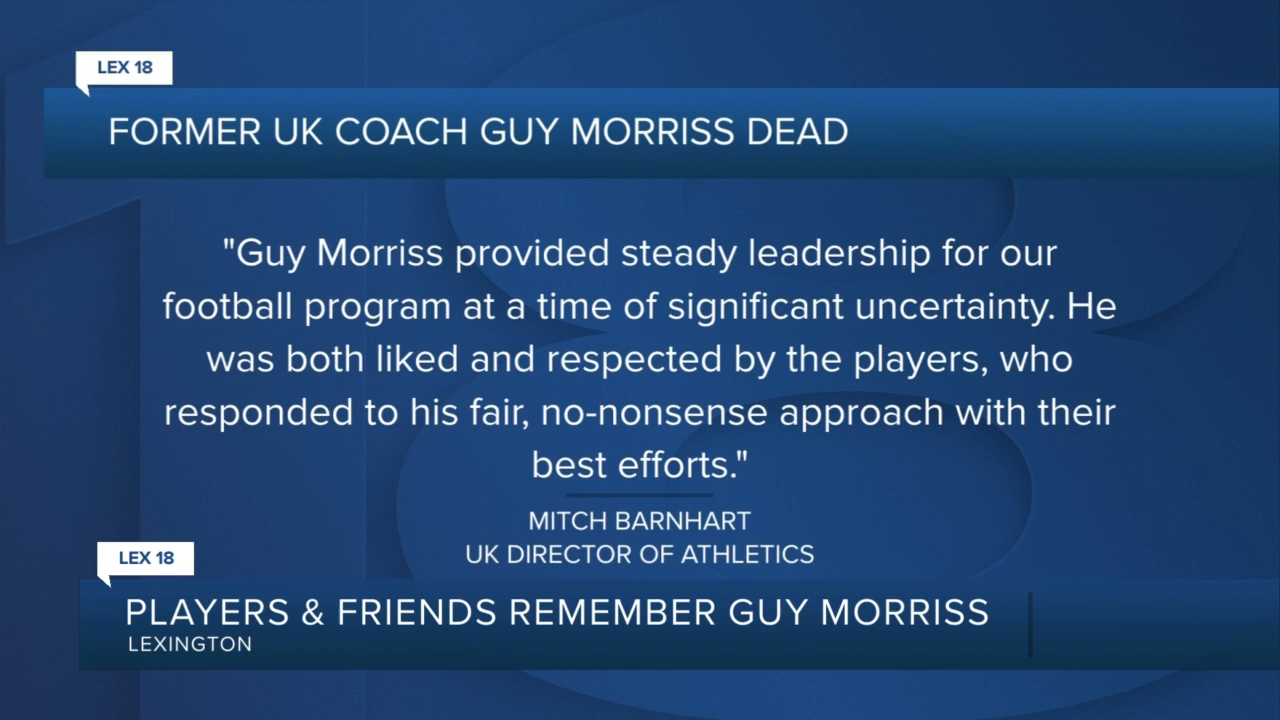 LEX 18
FORMER UK COACH GUY MORRISS DEAD
"Guy Morriss provided steady leadership for our
football program at a time of significant uncertainty. He
was both liked and respected by the players, who
responded to his fair, no-nonsense approach with their
best efforts."
MITCH BARNHART
UK DIRECTOR OF ATHLETICS
LEX 18
PLAYERS & FRIENDS REMEMBER GUY MORRISS
LEXINGTON